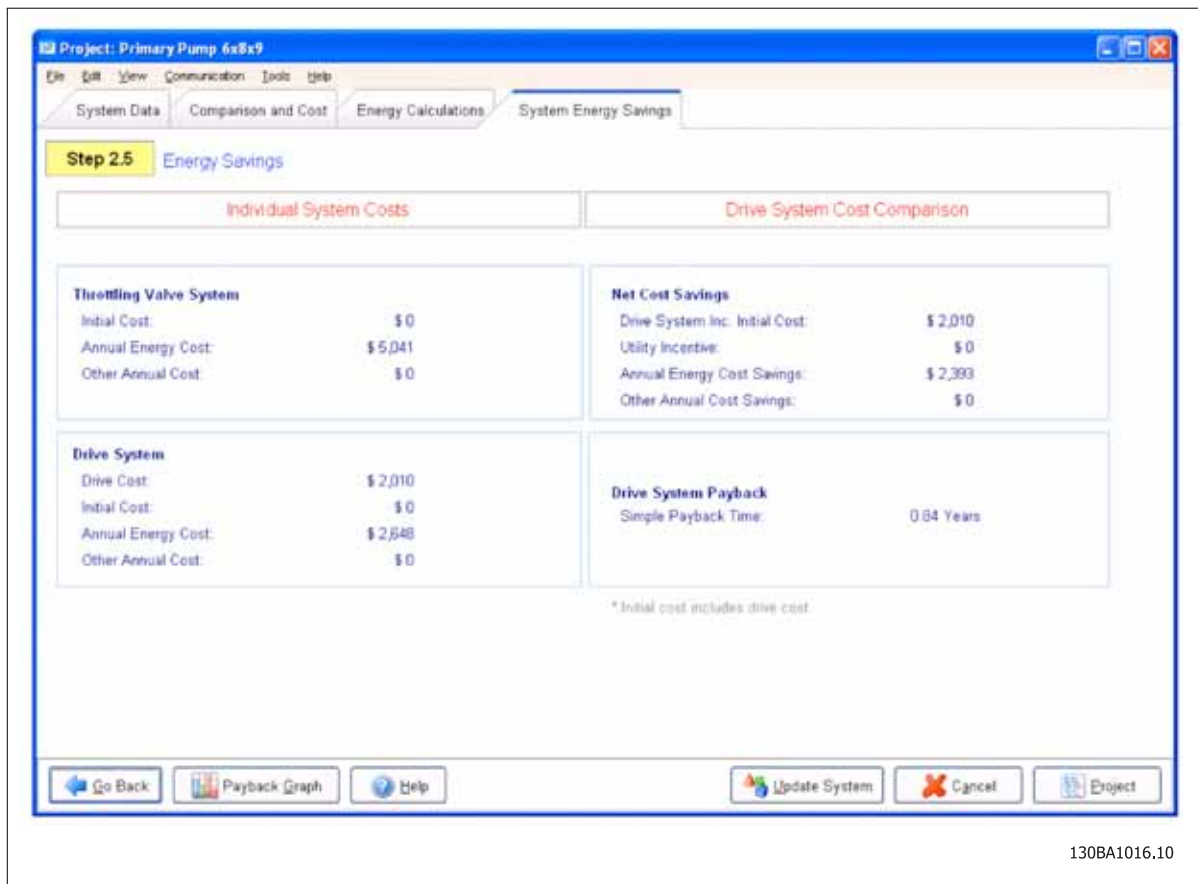 Project: Primary Pump 6x8x9
File Edit View Communication Tools Help
System Data Comparison and Cost Energy Calculations System Energy Savings
Step 2.5 Energy Savings
Individual System Costs
Drive System Cost Comparison
Throttling Valve System
Initial Cost: $ 0
Annual Energy Cost: $ 5,041
Other Annual Cost: $ 0
Net Cost Savings
Drive System Inc. Initial Cost: $ 2,010
Utility Incentive: $ 0
Annual Energy Cost Savings: $ 2,393
Other Annual Cost Savings: $ 0
Drive System
Drive Cost: $ 2,010
Initial Cost: $ 0
Annual Energy Cost: $ 2,648
Other Annual Cost: $ 0
Drive System Payback
Simple Payback Time: 0.84 Years
* Initial cost includes drive cost
Go Back Payback Graph Help Update System Cancel Project
130BA1016.10